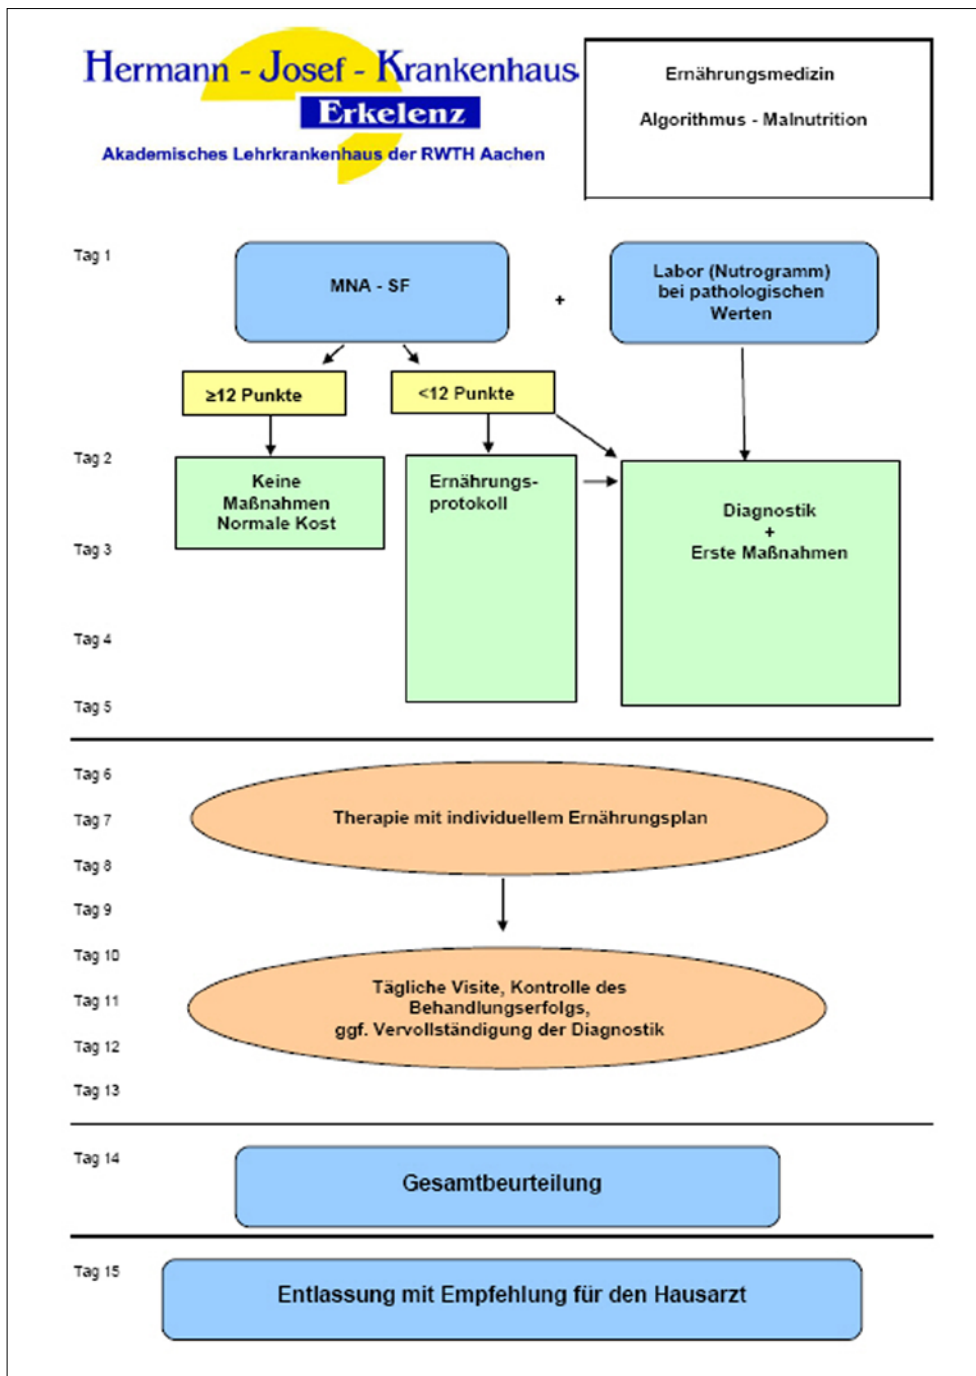 Hermann - Josef - Krankenhaus
Erkelenz
Akademisches Lehrkrankenhaus der RWTH Aachen
Ernährungsmedizin
Algorithmus - Malnutrition
Tag 1
MNA - SF
+
Labor (Nutrogramm)
bei pathologischen
Werten
≥12 Punkte
<12 Punkte
Tag 2
Keine
Maßnahmen
Normale Kost
Ernährungs-
protokoll
Diagnostik
+
Erste Maßnahmen
Tag 3
Tag 4
Tag 5
Tag 6
Therapie mit individuellem Ernährungsplan
Tag 7
Tag 8
Tag 9
Tag 10
Tägliche Visite, Kontrolle des
Behandlungserfolgs,
ggf. Vervollständigung der Diagnostik
Tag 11
Tag 12
Tag 13
Tag 14
Gesamtbeurteilung
Tag 15
Entlassung mit Empfehlung für den Hausarzt